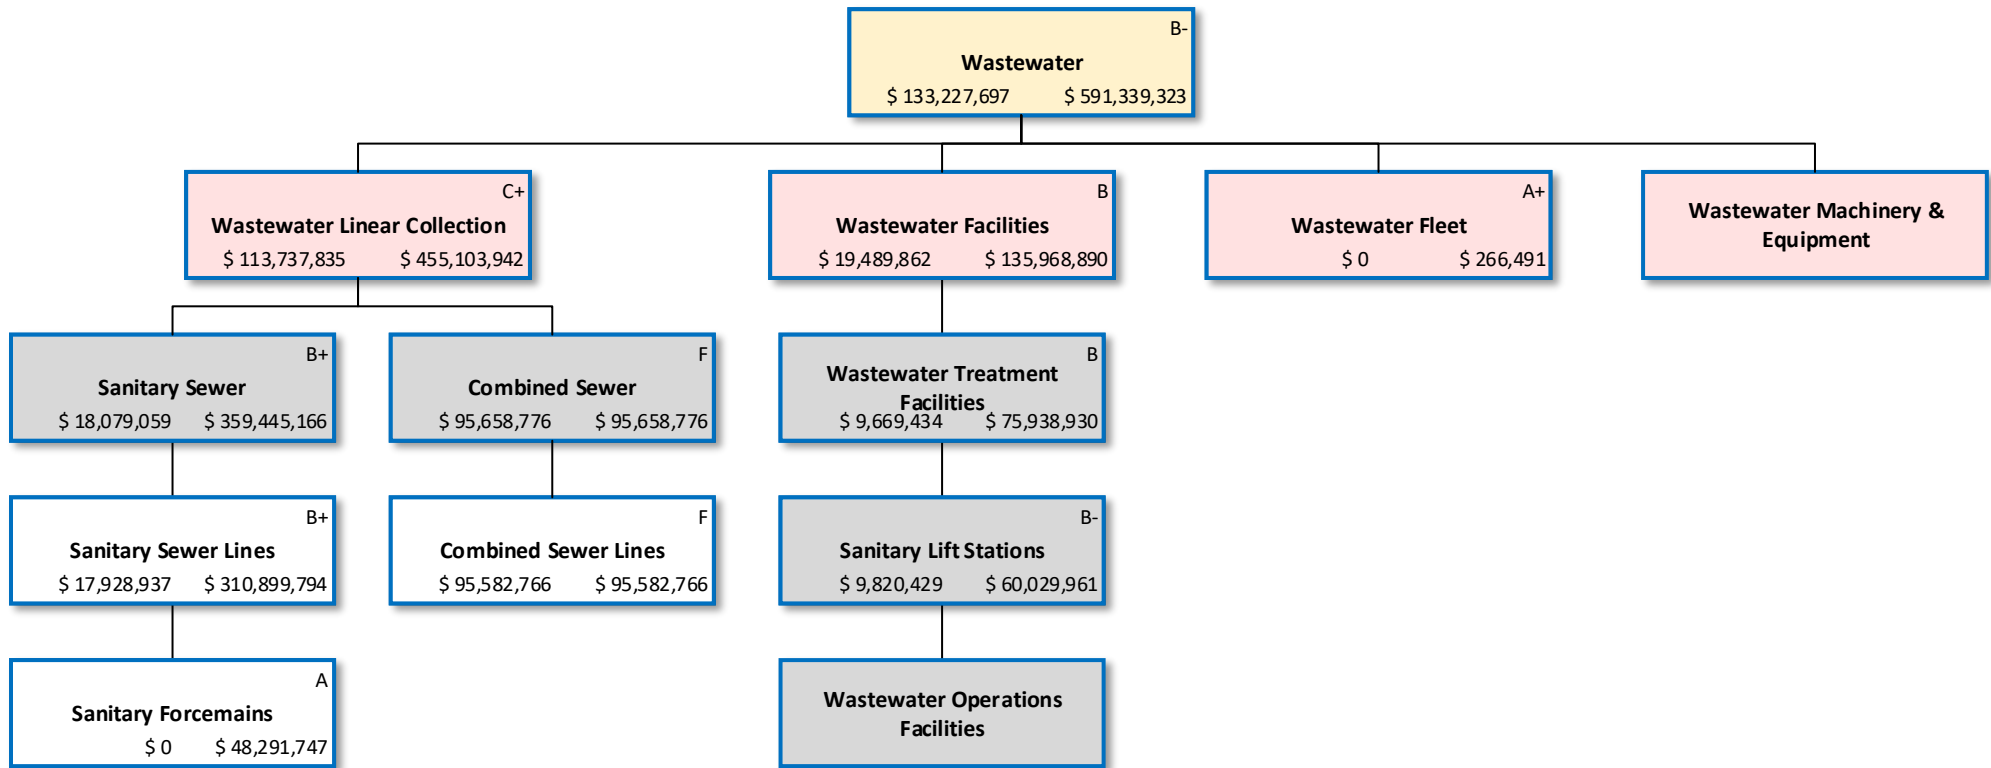 B-
Wastewater
$ 133,227,697 $ 591,339,323
C+
Wastewater Linear Collection
$ 113,737,835 $ 455,103,942
B
Wastewater Facilities
$ 19,489,862 $ 135,968,890
A+
Wastewater Fleet
$ 0 $ 266,491
Wastewater Machinery &
Equipment
B+
Sanitary Sewer
$ 18,079,059 $ 359,445,166
F
Combined Sewer
$ 95,658,776 $ 95,658,776
B
Wastewater Treatment
Facilities
$ 9,669,434 $ 75,938,930
B+
Sanitary Sewer Lines
$ 17,928,937 $ 310,899,794
F
Combined Sewer Lines
$ 95,582,766 $ 95,582,766
B-
Sanitary Lift Stations
$ 9,820,429 $ 60,029,961
A
Sanitary Forcemains
$ 0 $ 48,291,747
Wastewater Operations
Facilities